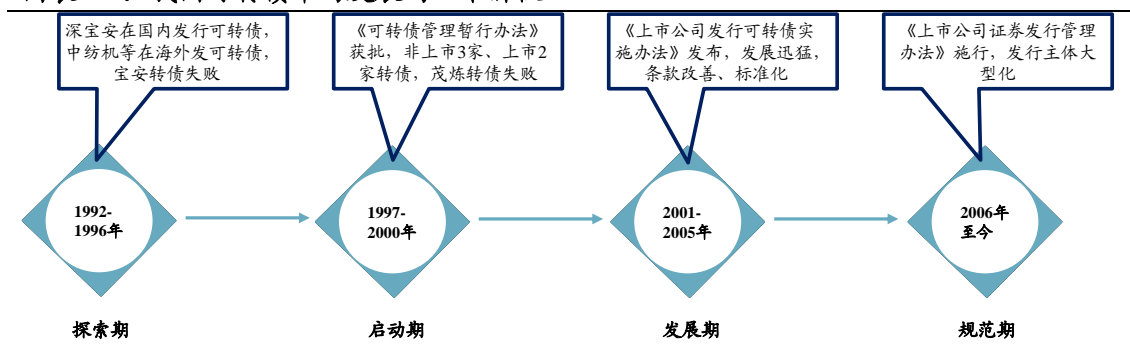 深宝安在国内发行可转债，
中纺机等在海外发可转债，
宝安转债失败
《可转债管理暂行办法》
获批，非上市3家、上市2
家转债，茂炼转债失败
《上市公司发行可转债实
施办法》发布，发展迅猛，
条款改善、标准化
《上市公司证券发行管理
办法》施行，发行主体大
型化
1992-
1996年
1997-
2000年
2001-
2005年
2006年
至今
探索期
启动期
发展期
规范期